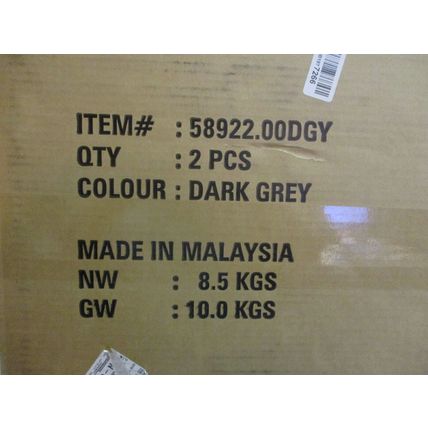 ITEM# : 58922.00DGY
QTY : 2 PCS
COLOUR : DARK GREY
MADE IN MALAYSIA
NW : 8.5 KGS
GW : 10.0 KGS